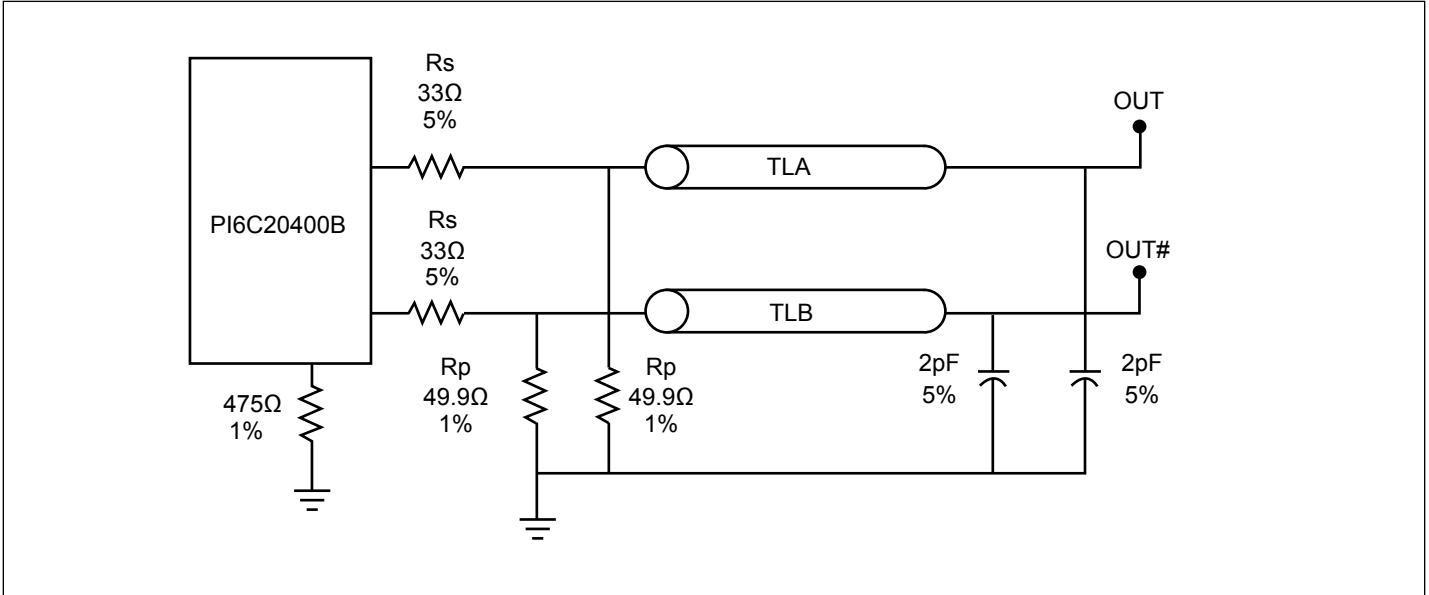 Rs
33Ω
5%
OUT
TLA
PI6C20400B
Rs
33Ω
5%
OUT#
TLB
Rp
49.9Ω
1%
Rp
49.9Ω
1%
2pF
5%
2pF
5%
475Ω
1%